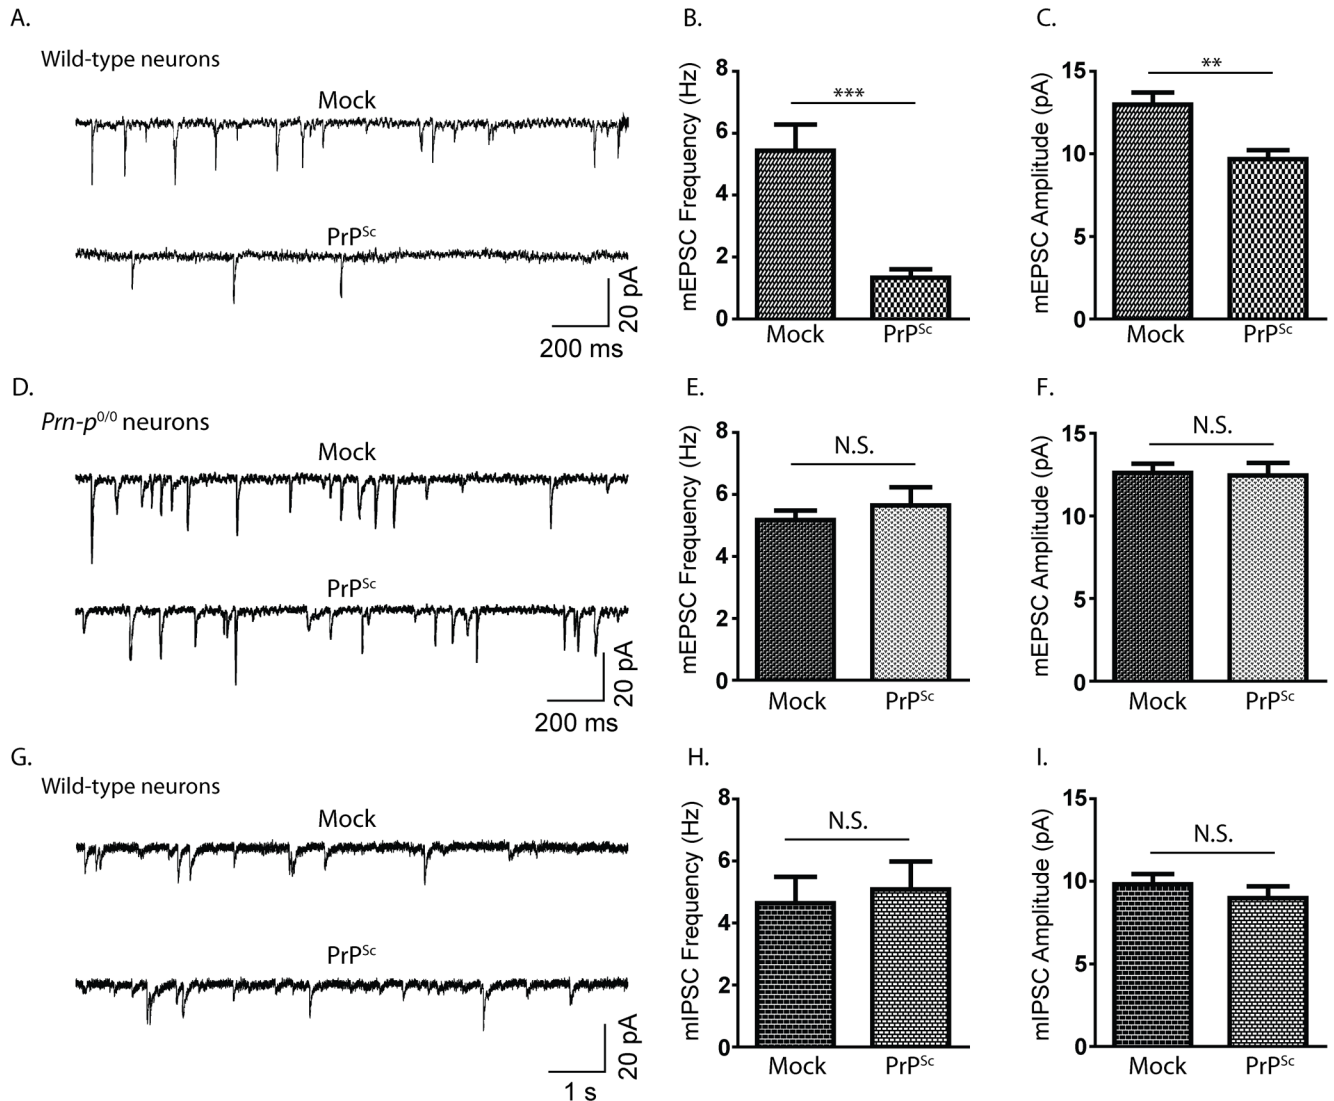 A.
Wild-type neurons
Mock
PrPSc
20 pA
200 ms
B.
mEPSC Frequency (Hz)
8
6
4
2
0
***
Mock
PrPSc
C.
mEPSC Amplitude (pA)
15
10
5
0
**
Mock
PrPSc
D.
Prn-p0/0 neurons
Mock
PrPSc
20 pA
200 ms
E.
mEPSC Frequency (Hz)
8
6
4
2
0
N.S.
Mock
PrPSc
F.
mEPSC Amplitude (pA)
15
10
5
0
N.S.
Mock
PrPSc
G.
Wild-type neurons
Mock
PrPSc
20 pA
1 s
H.
mIPSC Frequency (Hz)
8
6
4
2
0
N.S.
Mock
PrPSc
I.
mIPSC Amplitude (pA)
15
10
5
0
N.S.
Mock
PrPSc